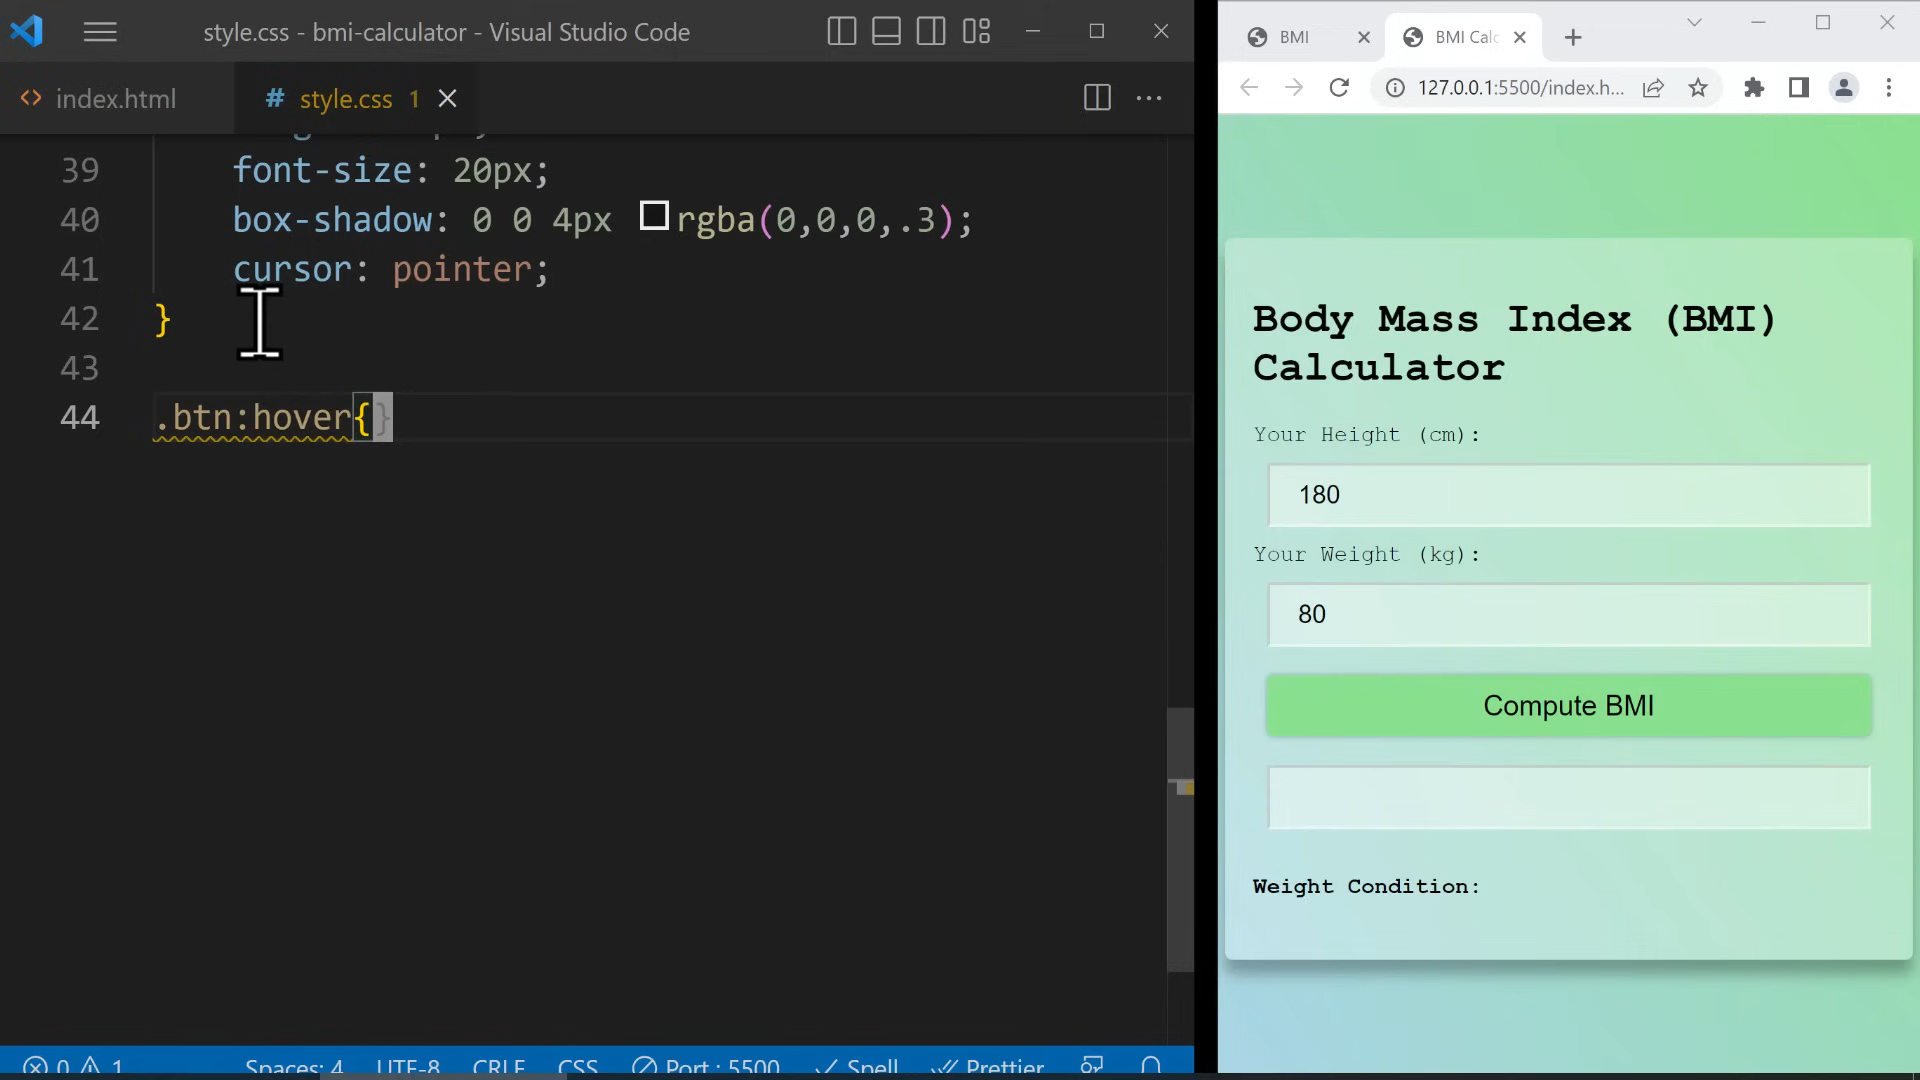 style.css - bmi-calculator - Visual Studio Code
index.html
# style.css 1
39 font-size: 20px;
40 box-shadow: 0 0 4px rgba(0,0,0,.3);
41 cursor: pointer;
42 }
43
44 .btn:hover{}
0 1 Spaces: 4 UTF-8 CRLF CSS Port : 5500 Spell Prettier
BMI
BMI Calc
127.0.0.1:5500/index.h...
Body Mass Index (BMI)
Calculator
Your Height (cm):
180
Your Weight (kg):
80
Compute BMI
Weight Condition: